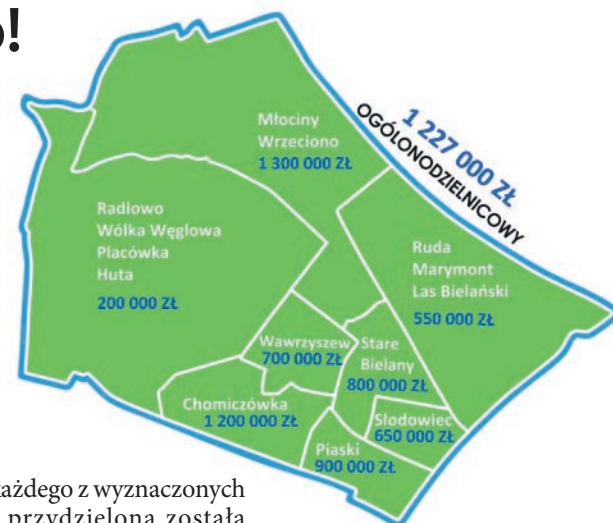 !
1 227 000 ZŁ
OGÓLONODZIELNICOWY
Młociny
Wrzeciono
1 300 000 ZŁ
Radiowo
Wólka Węglowa
Placówka
Huta
200 000 ZŁ
Ruda
Marymont
Las Bielański
550 000 ZŁ
Wawrzyszew
700 000 ZŁ
Stare
Bielany
800 000 ZŁ
Chomiczówka
1 200 000 ZŁ
Słodowiec
650 000 ZŁ
Piaski
900 000 ZŁ
każdego z wyznaczonych
przydzielona została